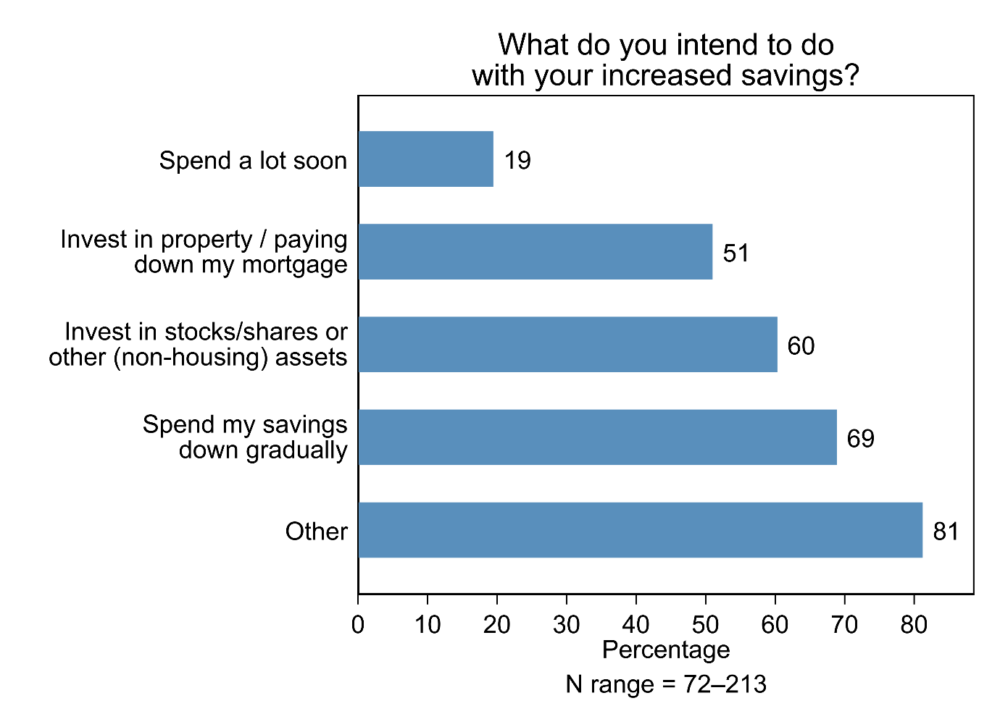 What do you intend to do
with your increased savings?
Spend a lot soon
19
Invest in property / paying
down my mortgage
51
Invest in stocks/shares or
other (non-housing) assets
60
Spend my savings
down gradually
69
Other
81
0 10 20 30 40 50 60 70 80
Percentage
N range = 72–213